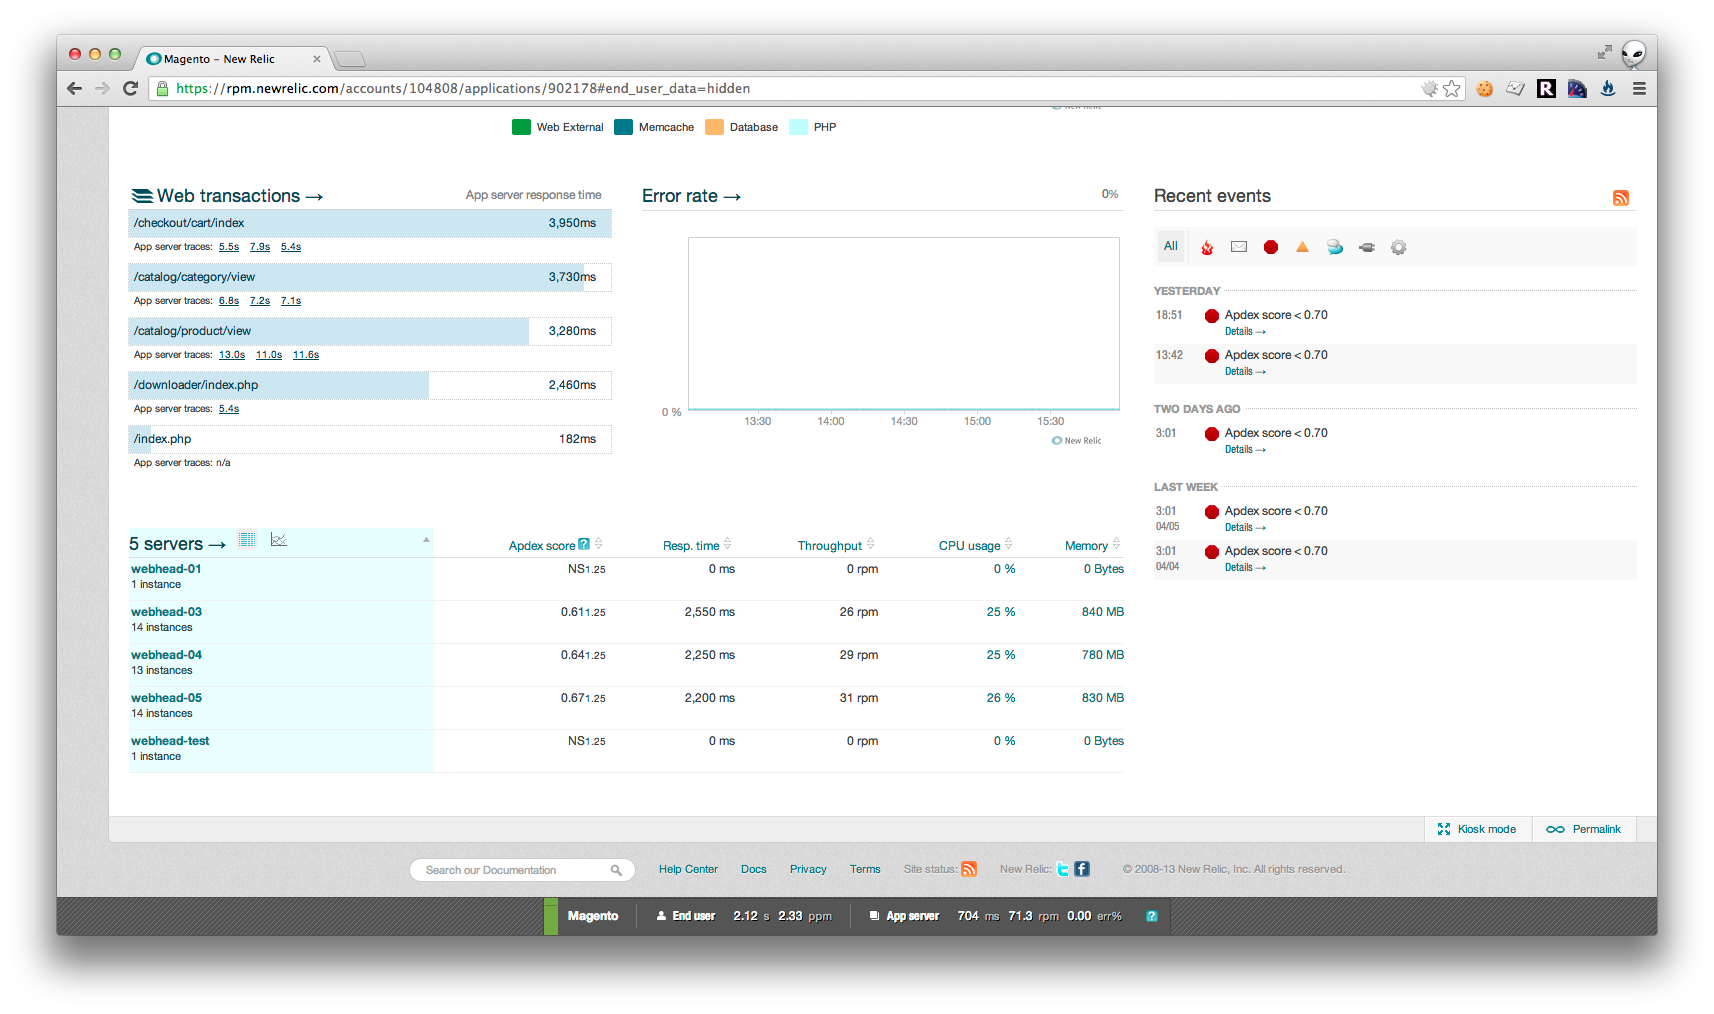 Magento – New Relic
https://rpm.newrelic.com/accounts/104808/applications/902178#end_user_data=hidden
R
New Relic
Web External Memcache Database PHP
Web transactions → App server response time
/checkout/cart/index 3,950ms
App server traces: 5.5s 7.9s 5.4s
/catalog/category/view 3,730ms
App server traces: 6.8s 7.2s 7.1s
/catalog/product/view 3,280ms
App server traces: 13.0s 11.0s 11.6s
/downloader/index.php 2,460ms
App server traces: 5.4s
/index.php 182ms
App server traces: n/a
Error rate → 0%
0 %
13:30 14:00 14:30 15:00 15:30
New Relic
Recent events
All
YESTERDAY
18:51 Apdex score < 0.70
Details →
13:42 Apdex score < 0.70
Details →
TWO DAYS AGO
3:01 Apdex score < 0.70
Details →
LAST WEEK
3:01 Apdex score < 0.70
04/05 Details →
3:01 Apdex score < 0.70
04/04 Details →
5 servers → Apdex score ? Resp. time Throughput CPU usage Memory
webhead-01 NS1.25 0 ms 0 rpm 0 % 0 Bytes
1 instance
webhead-03 0.611.25 2,550 ms 26 rpm 25 % 840 MB
14 instances
webhead-04 0.641.25 2,250 ms 29 rpm 25 % 780 MB
13 instances
webhead-05 0.671.25 2,200 ms 31 rpm 26 % 830 MB
14 instances
webhead-test NS1.25 0 ms 0 rpm 0 % 0 Bytes
1 instance
Kiosk mode Permalink
Search our Documentation Help Center Docs Privacy Terms Site status: New Relic: © 2008-13 New Relic, Inc. All rights reserved.
Magento End user 2.12 s 2.33 ppm App server 704 ms 71.3 rpm 0.00 err% ?